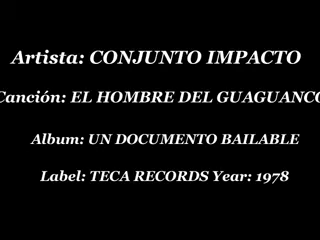 Artista: CONJUNTO IMPACTO
Canción: EL HOMBRE DEL GUAGUANCO
Album: UN DOCUMENTO BAILABLE
Label: TECA RECORDS Year: 1978